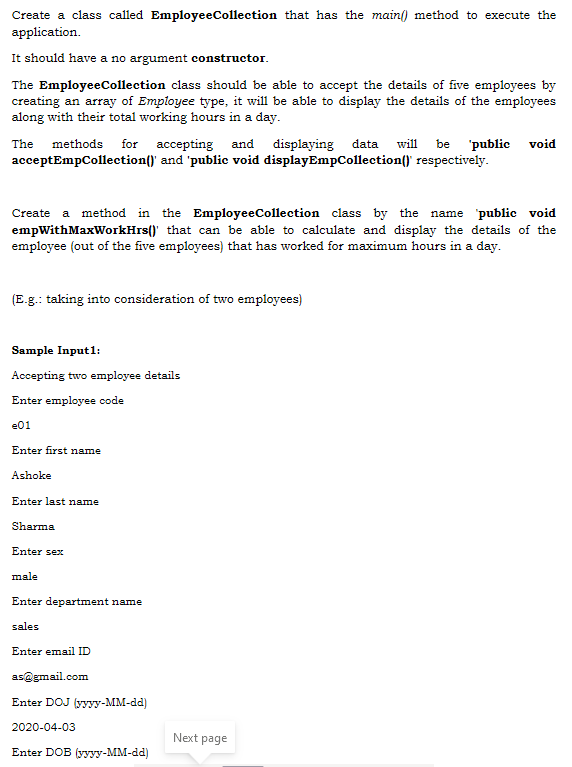 Create a class called EmployeeCollection that has the main() method to execute the
application.
It should have a no argument constructor.
The EmployeeCollection class should be able to accept the details of five employees by
creating an array of Employee type, it will be able to display the details of the employees
along with their total working hours in a day.
The methods for accepting and displaying data will be 'public void
acceptEmpCollection()' and 'public void displayEmpCollection()' respectively.
Create a method in the EmployeeCollection class by the name 'public void
empWithMaxWorkHrs()' that can be able to calculate and display the details of the
employee (out of the five employees) that has worked for maximum hours in a day.
(E.g.: taking into consideration of two employees)
Sample Input1:
Accepting two employee details
Enter employee code
e01
Enter first name
Ashoke
Enter last name
Sharma
Enter sex
male
Enter department name
sales
Enter email ID
as@gmail.com
Enter DOJ (yyyy-MM-dd)
2020-04-03
Next page
Enter DOB (yyyy-MM-dd)